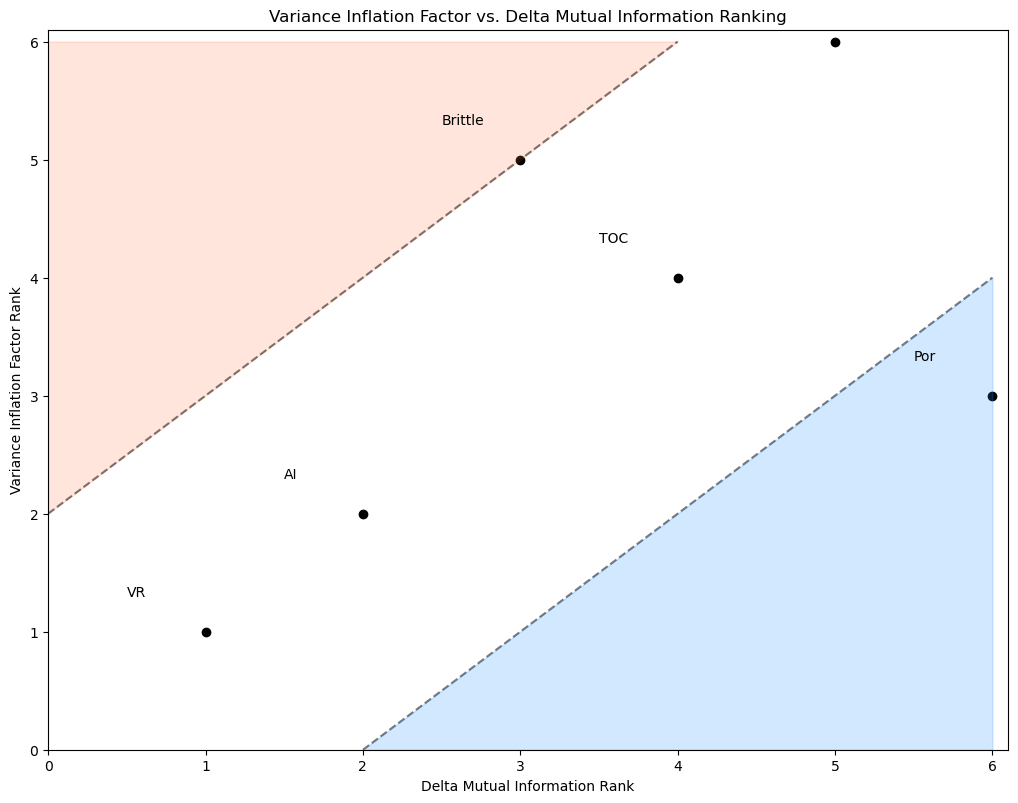 Variance Inflation Factor vs. Delta Mutual Information Ranking
6
5
4
3
2
1
0
Variance Inflation Factor Rank
Brittle
TOC
Por
AI
VR
0 1 2 3 4 5 6
Delta Mutual Information Rank